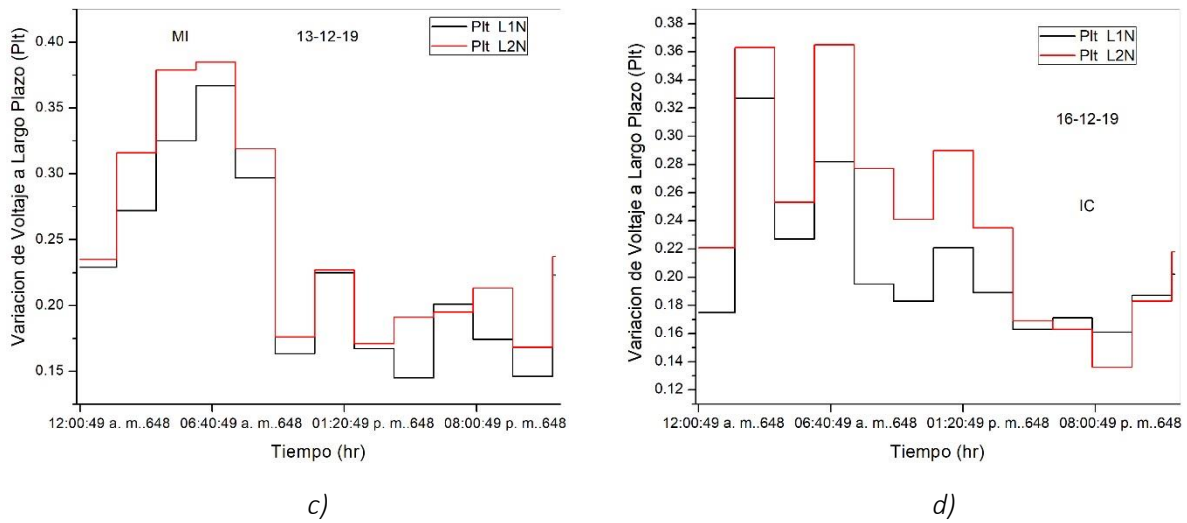 Variacion de Voltaje a Largo Plazo (Plt)
0.40
0.35
0.30
0.25
0.20
0.15
MI
13-12-19
Plt L1N
Plt L2N
12:00:49 a. m..648
06:40:49 a. m..648
01:20:49 p. m..648
08:00:49 p. m..648
Tiempo (hr)
c)
Variacion de Voltaje a Largo Plazo (Plt)
0.36
0.34
0.32
0.30
0.28
0.26
0.24
0.22
0.20
0.18
0.16
0.14
0.12
Plt L1N
Plt L2N
16-12-19
IC
12:00:49 a. m..648
06:40:49 a. m..648
01:20:49 p. m..648
08:00:49 p. m..648
Tiempo (hr)
d)